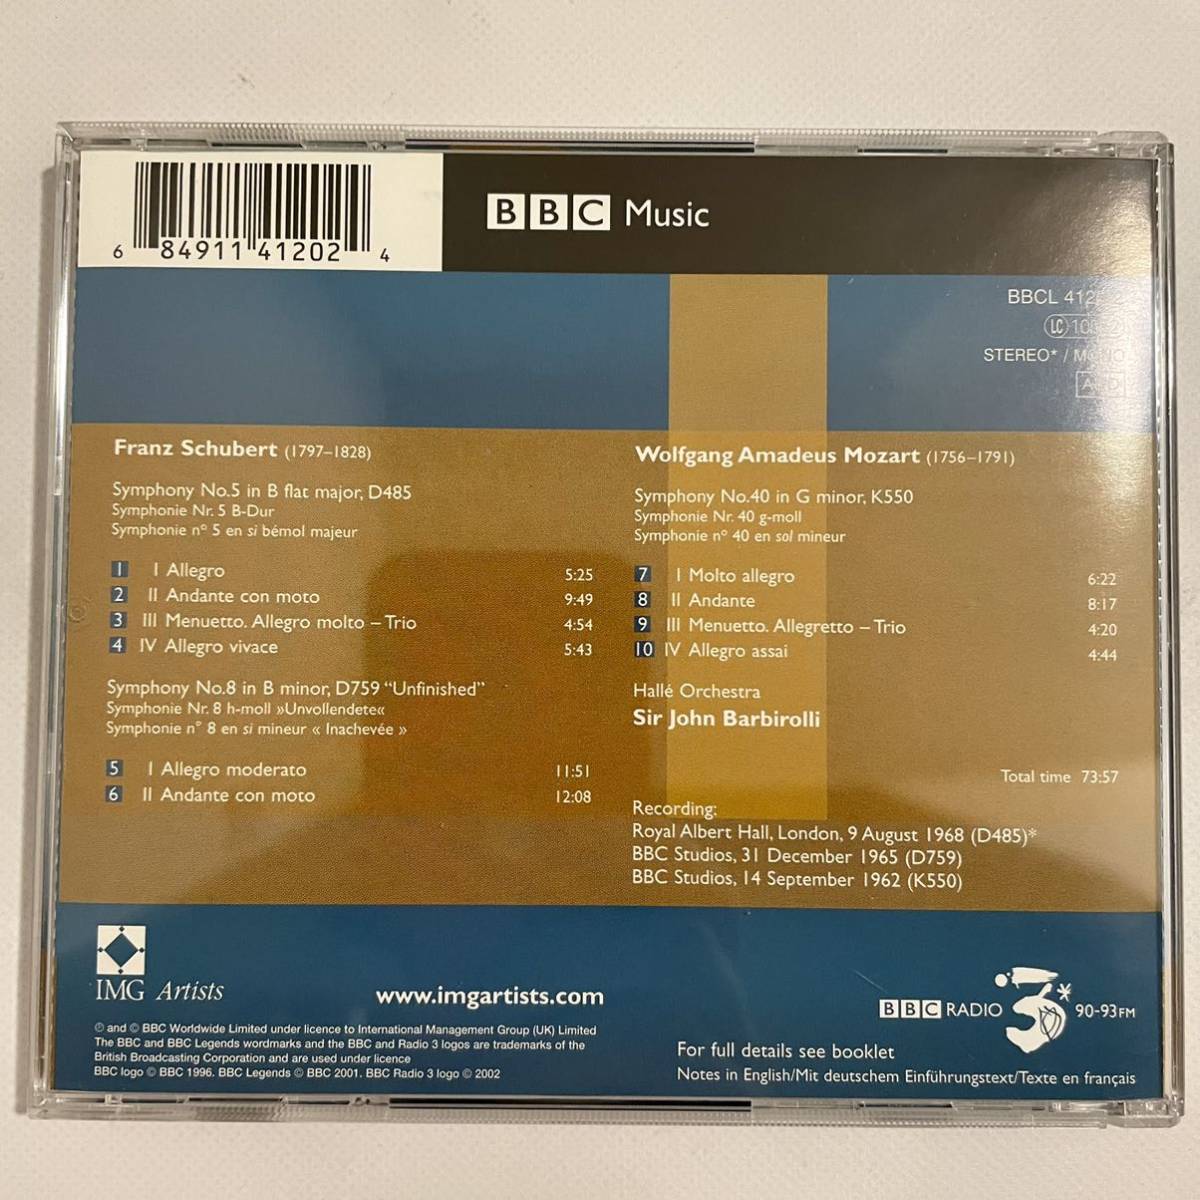 6 84911 41202 4
BBC Music
BBCL
LC
STEREO* / MONO
Franz Schubert (1797–1828)
Symphony No.5 in B flat major, D485
Symphonie Nr. 5 B-Dur
Symphonie n° 5 en si bémol majeur
1 I Allegro 5:25
2 II Andante con moto 9:49
3 III Menuetto. Allegro molto – Trio 4:54
4 IV Allegro vivace 5:43
Symphony No.8 in B minor, D759 “Unfinished”
Symphonie Nr. 8 h-moll »Unvollendete«
Symphonie n° 8 en si mineur « Inachevée »
5 I Allegro moderato 11:51
6 II Andante con moto 12:08
Wolfgang Amadeus Mozart (1756–1791)
Symphony No.40 in G minor, K550
Symphonie Nr. 40 g-moll
Symphonie n° 40 en sol mineur
7 I Molto allegro 6:22
8 II Andante 8:17
9 III Menuetto. Allegretto – Trio 4:20
10 IV Allegro assai 4:44
Hallé Orchestra
Sir John Barbirolli
Total time 73:57
Recording:
Royal Albert Hall, London, 9 August 1968 (D485)*
BBC Studios, 31 December 1965 (D759)
BBC Studios, 14 September 1962 (K550)
IMG Artists
www.imgartists.com
BBC RADIO 3 90-93FM
℗ and © BBC Worldwide Limited under licence to International Management Group (UK) Limited
The BBC and BBC Legends wordmarks and the BBC and Radio 3 logos are trademarks of the
British Broadcasting Corporation and are used under licence
BBC logo © BBC 1996. BBC Legends © BBC 2001. BBC Radio 3 logo © 2002
For full details see booklet
Notes in English/Mit deutschem Einführungstext/Texte en français